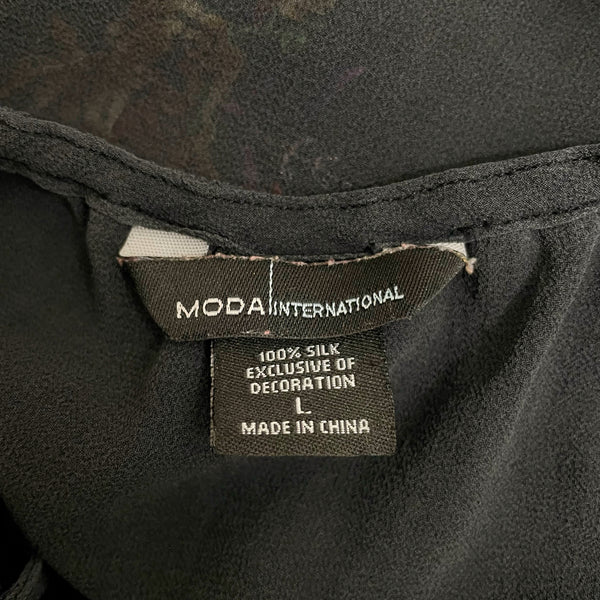 MODA INTERNATIONAL
100% SILK
EXCLUSIVE OF
DECORATION
L
MADE IN CHINA